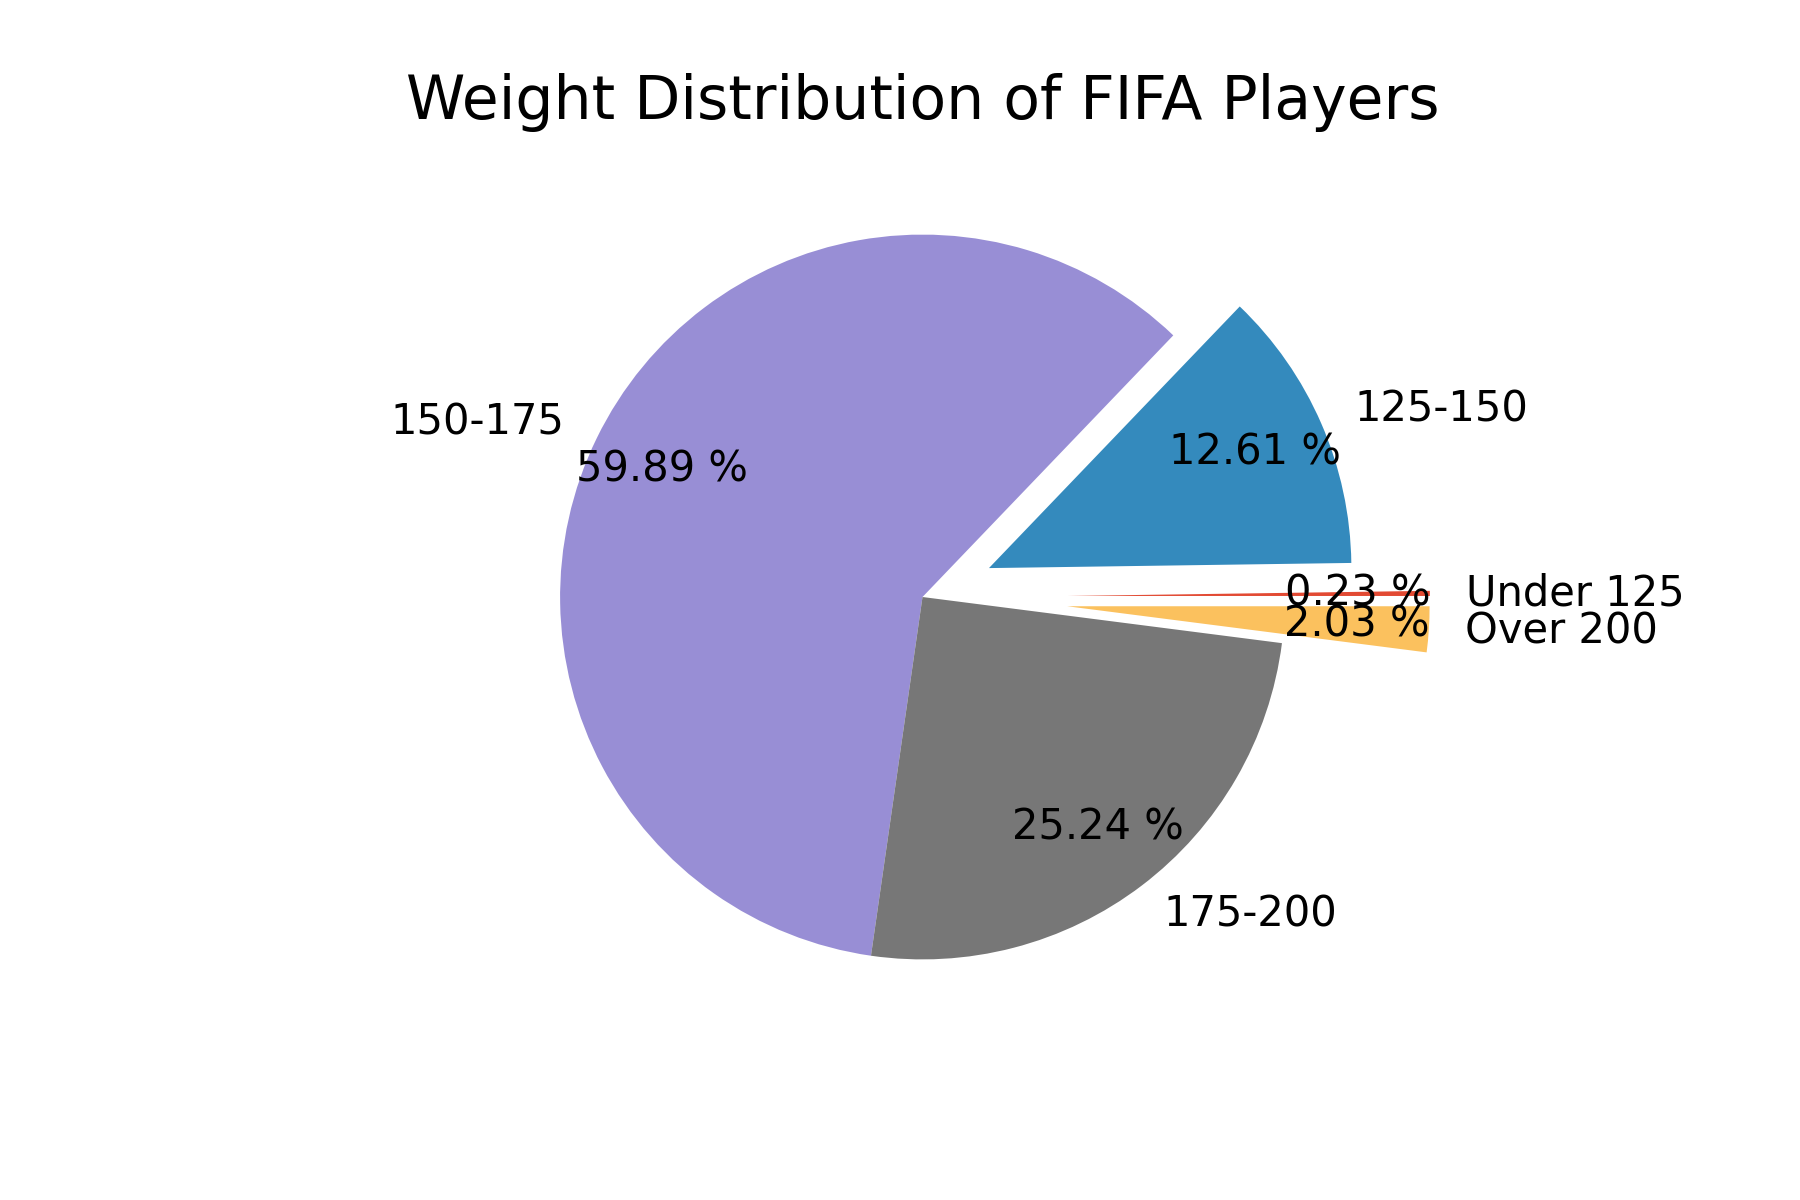 Weight Distribution of FIFA Players
125-150
150-175
12.61 %
59.89 %
0.23 %
Under 125
2.03 %
Over 200
25.24 %
175-200